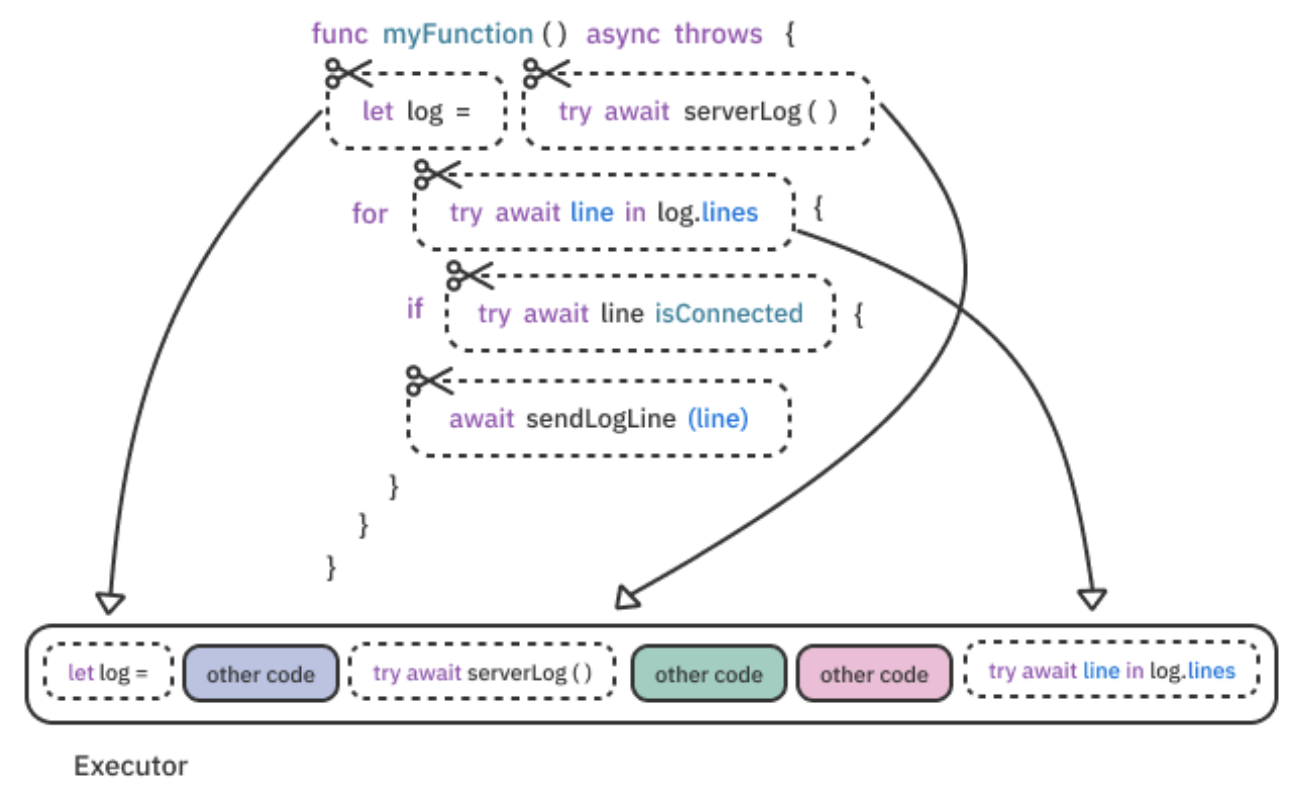 func myFunction () async throws {
let log = try await serverLog ( )
for try await line in log.lines {
if try await line isConnected {
await sendLogLine (line)
}
}
}
let log = other code try await serverLog ( ) other code other code try await line in log.lines
Executor